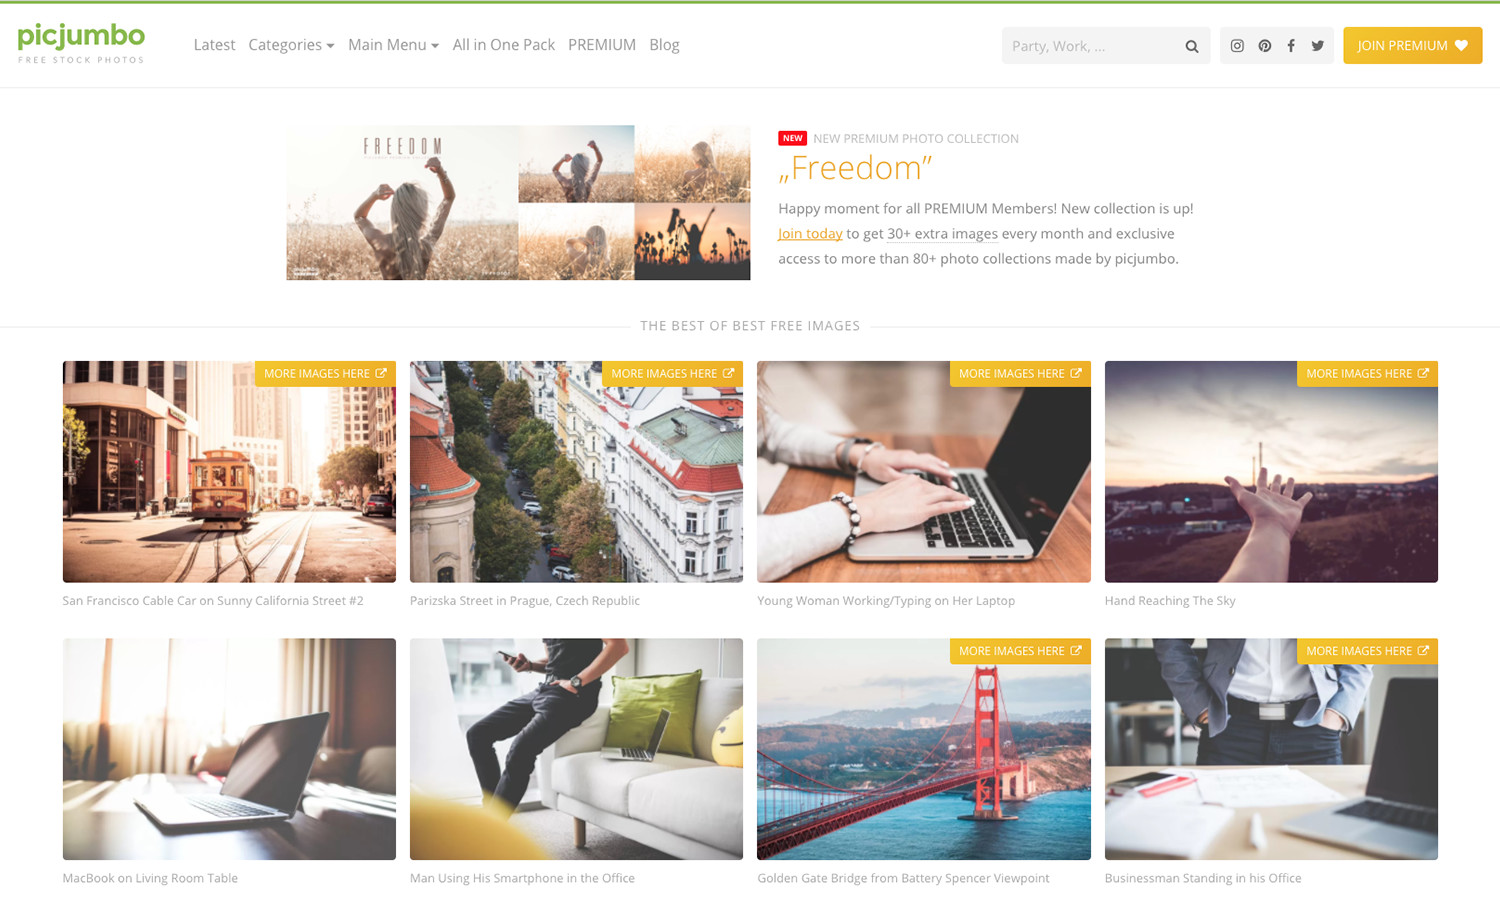 picjumbo
FREE STOCK PHOTOS
Latest Categories Main Menu All in One Pack PREMIUM Blog
Party, Work, ...
JOIN PREMIUM
FREEDOM
NEW NEW PREMIUM PHOTO COLLECTION
„Freedom”
Happy moment for all PREMIUM Members! New collection is up!
Join today to get 30+ extra images every month and exclusive
access to more than 80+ photo collections made by picjumbo.
THE BEST OF BEST FREE IMAGES
MORE IMAGES HERE
MORE IMAGES HERE
MORE IMAGES HERE
MORE IMAGES HERE
San Francisco Cable Car on Sunny California Street #2
Parizska Street in Prague, Czech Republic
Young Woman Working/Typing on Her Laptop
Hand Reaching The Sky
MORE IMAGES HERE
MORE IMAGES HERE
MacBook on Living Room Table
Man Using His Smartphone in the Office
Golden Gate Bridge from Battery Spencer Viewpoint
Businessman Standing in his Office